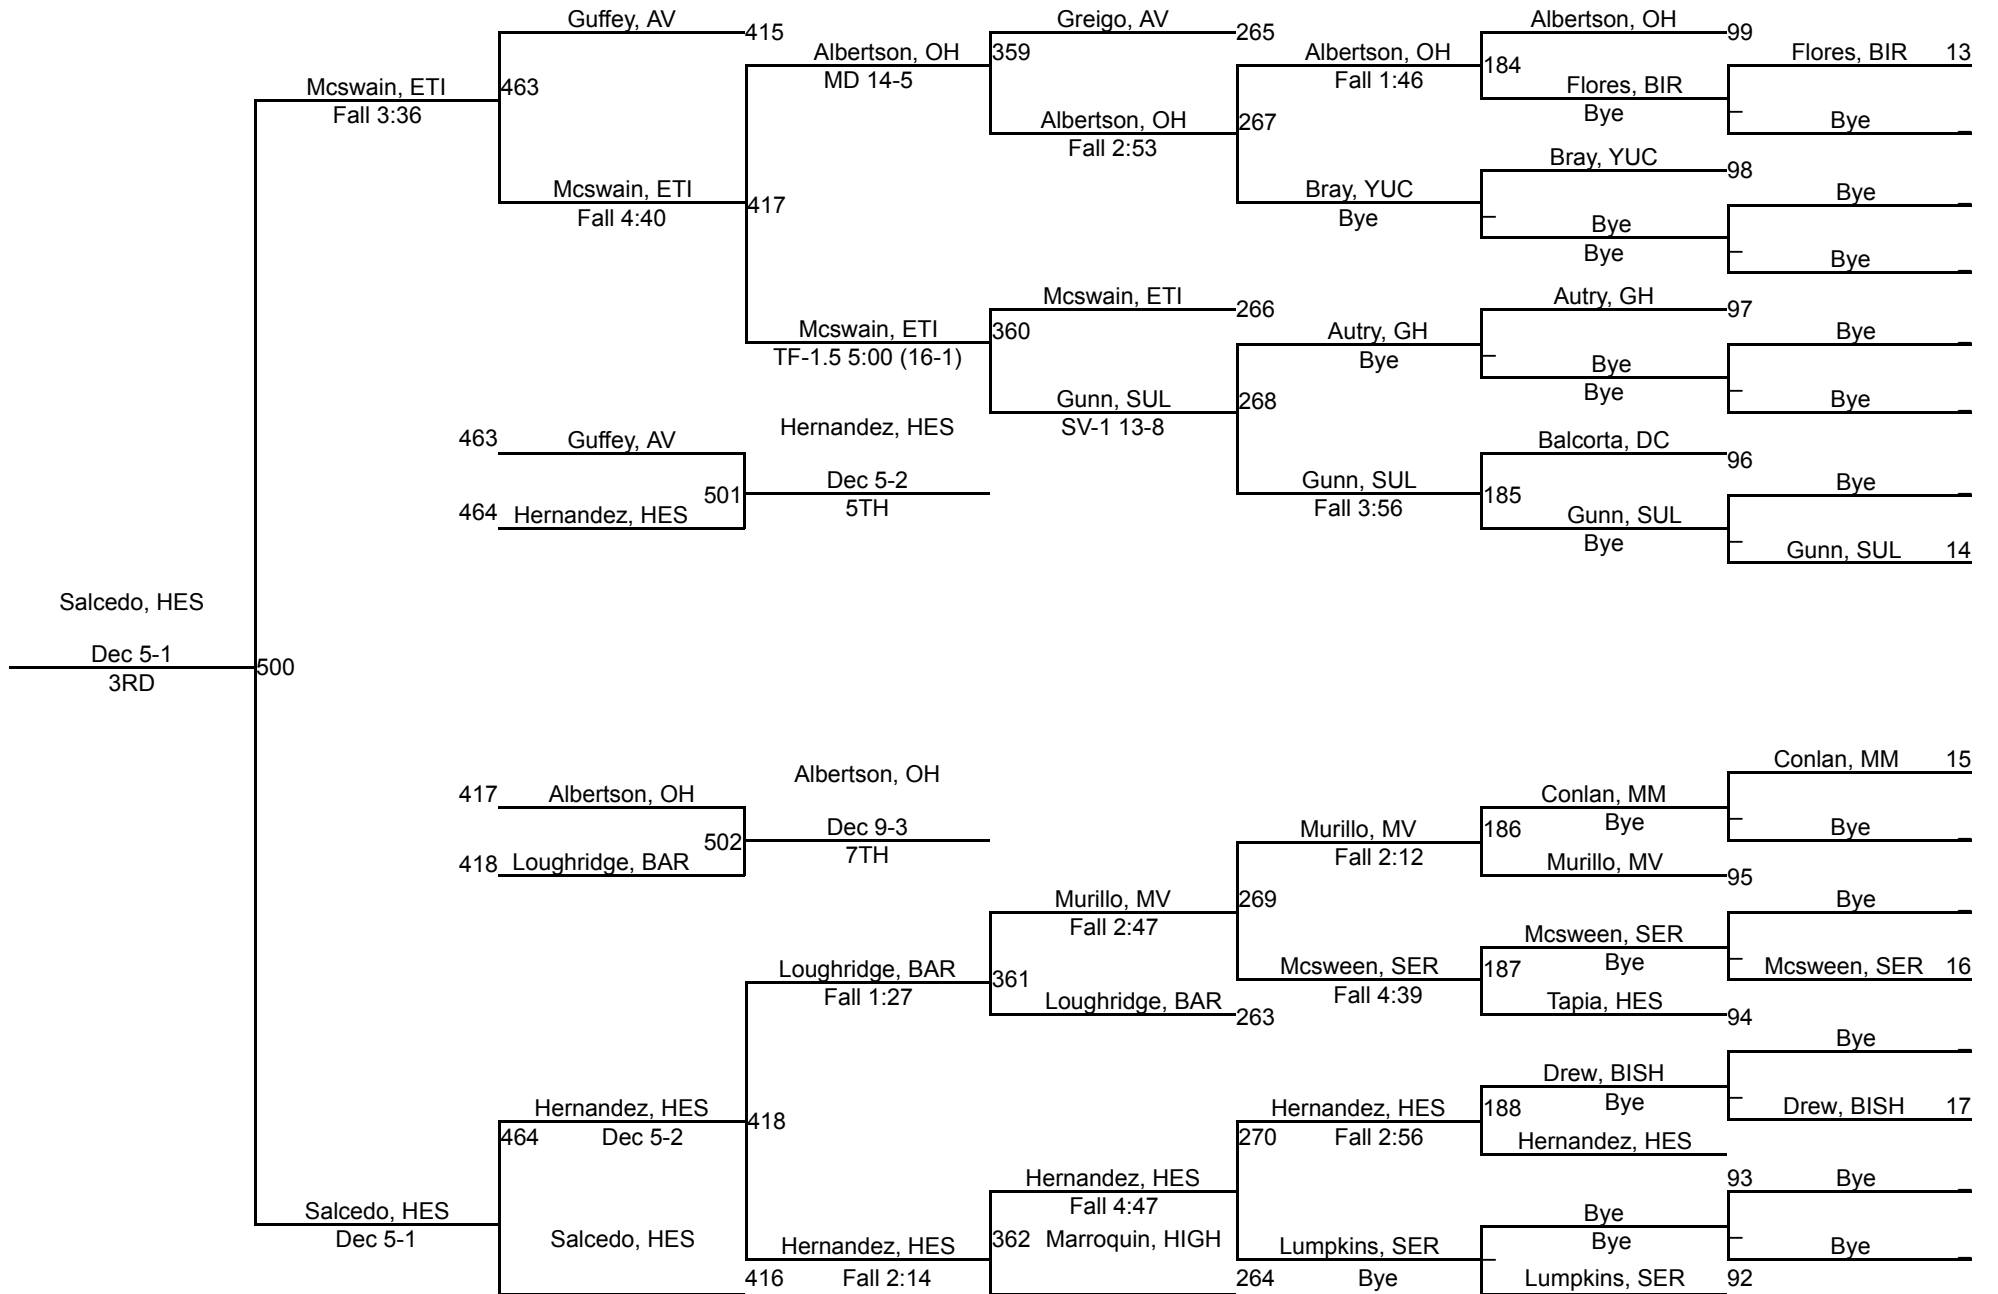 Guffey, AV
Greigo, AV
Albertson, OH
415
265
99
Albertson, OH
359
Albertson, OH
Flores, BIR 13
184
MD 14-5
Fall 1:46
Mcswain, ETI
463
Flores, BIR
Fall 3:36
Bye
Albertson, OH
267
Bye
Fall 2:53
Bray, YUC
98
Mcswain, ETI
Bray, YUC
Bye
Fall 4:40
417
Bye
Bye
Bye
Bye
Mcswain, ETI
266
Autry, GH
97
Mcswain, ETI
360
Autry, GH
Bye
TF-1.5 5:00 (16-1)
Bye
Bye
Bye
Gunn, SUL
268
Bye
SV-1 13-8
Hernandez, HES
463
Guffey, AV
Balcorta, DC
96
501
Dec 5-2
Gunn, SUL
185
Bye
5TH
Fall 3:56
464
Hernandez, HES
Gunn, SUL
Bye
Gunn, SUL 14
Salcedo, HES
Dec 5-1
500
3RD
Conlan, MM 15
Albertson, OH
417
Albertson, OH
Conlan, MM
Bye
502
Dec 9-3
Murillo, MV
186
Bye
7TH
Fall 2:12
418
Loughridge, BAR
Murillo, MV
95
Murillo, MV
269
Bye
Fall 2:47
Mcsween, SER
Bye
Loughridge, BAR
361
Mcsween, SER
187
Mcsween, SER 16
Fall 1:27
Fall 4:39
Loughridge, BAR
263
Tapia, HES
94
Bye
Drew, BISH
Bye
Hernandez, HES
418
Hernandez, HES
188
Drew, BISH 17
464
Dec 5-2
270
Fall 2:56
Hernandez, HES
Hernandez, HES
93
Bye
Fall 4:47
Salcedo, HES
Bye
Dec 5-1
Bye
Salcedo, HES
Hernandez, HES
362
Marroquin, HIGH
Lumpkins, SER
Bye
416
Fall 2:14
264
Bye
Lumpkins, SER
92